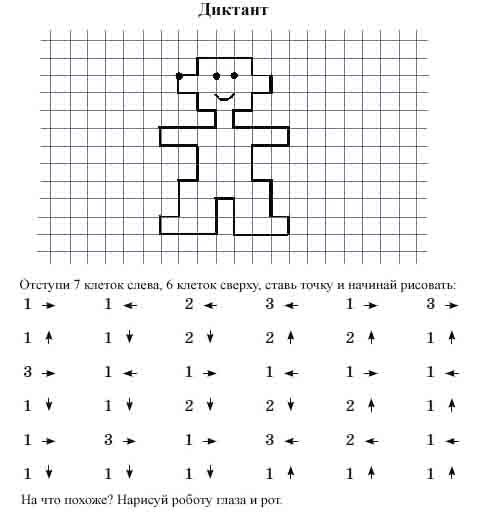 Диктант
Отступи 7 клеток слева, 6 клеток сверху, ставь точку и начинай рисовать:
1 → 1 ← 2 ← 3 ← 1 → 3 →
1 ↑ 1 ↓ 2 ↓ 2 ↑ 2 ↑ 1 ↑
3 → 1 ← 1 → 1 ← 1 → 1 ←
1 ↓ 1 ↓ 2 ↓ 2 ↓ 2 ↑ 1 ↑
1 → 3 → 1 → 3 ← 2 ← 1 ←
1 ↓ 1 ↓ 1 ↓ 1 ↑ 1 ↑ 1 ↑
На что похоже? Нарисуй роботу глаза и рот.